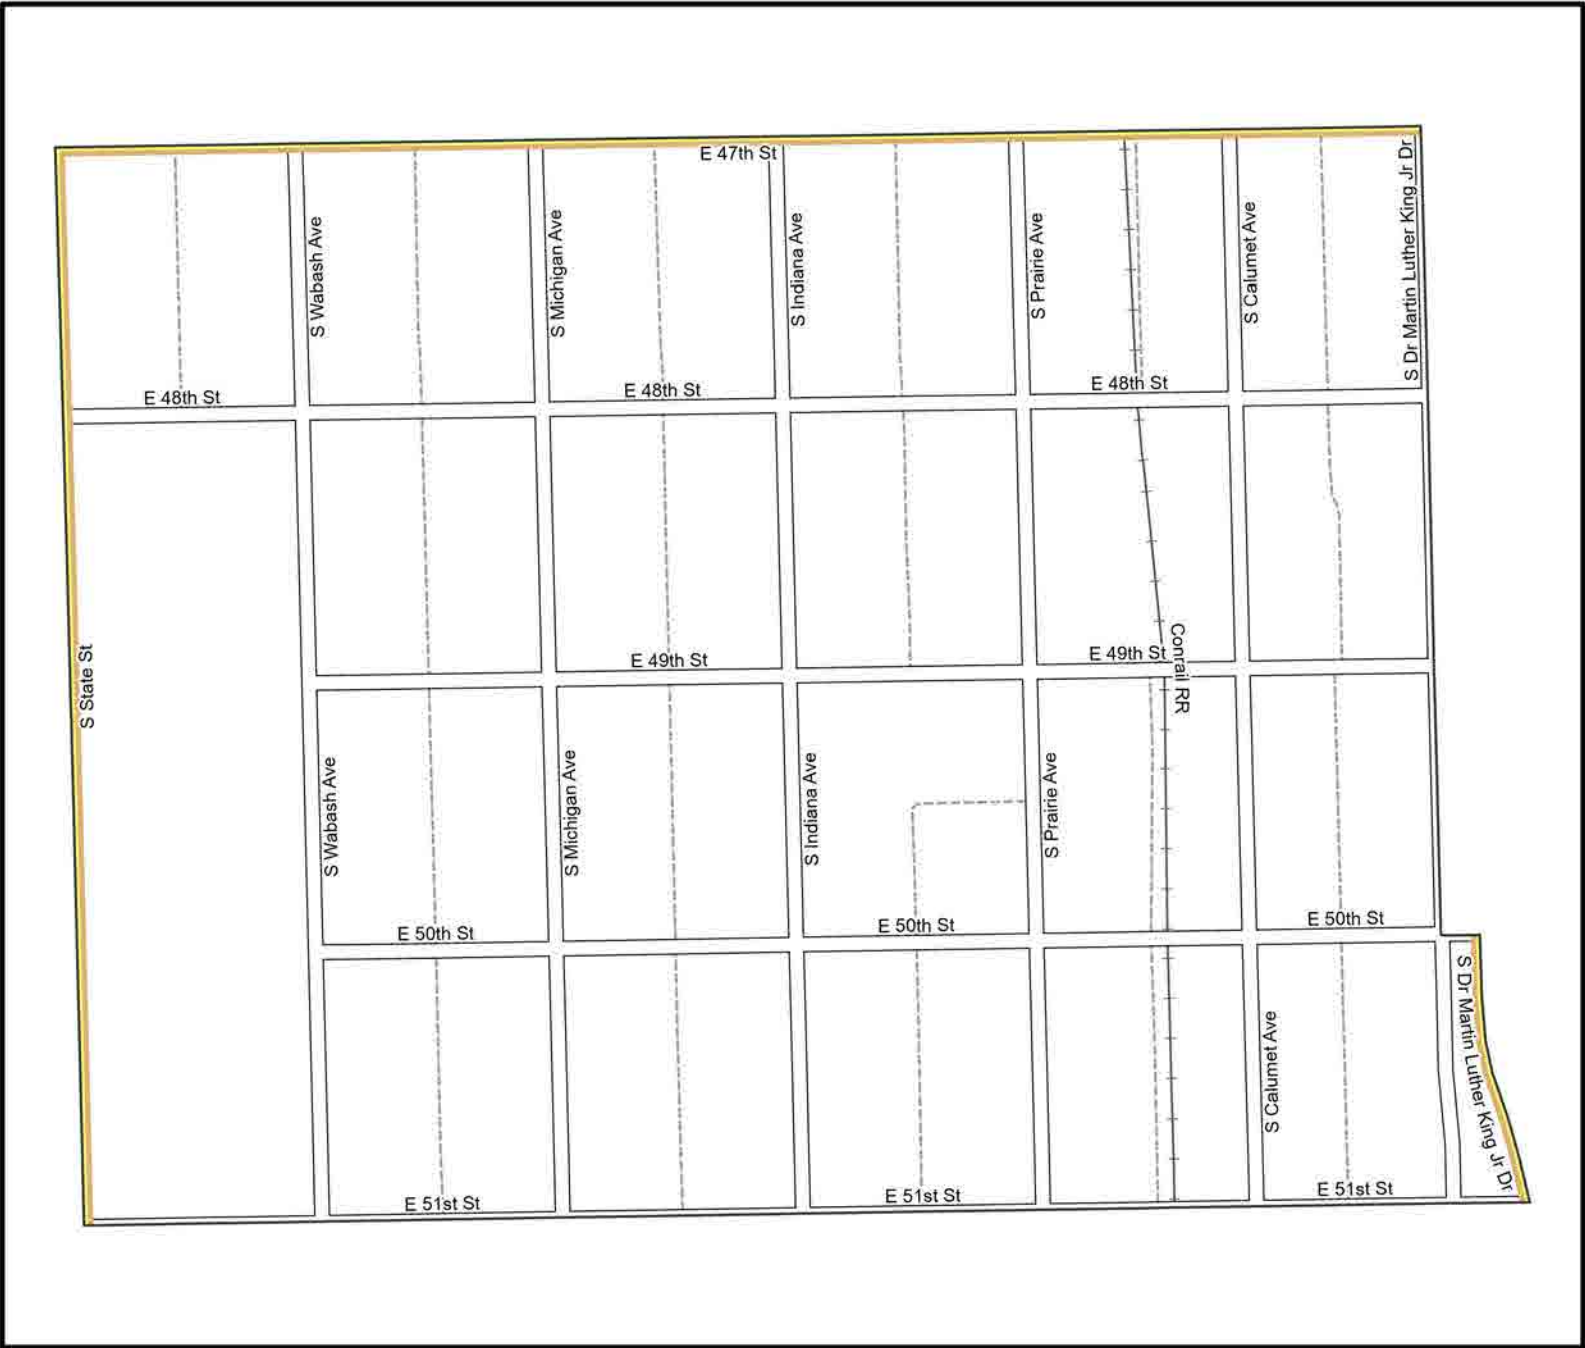 E 47th St
S Wabash Ave
S Michigan Ave
S Indiana Ave
S Prairie Ave
S Calumet Ave
S Dr Martin Luther King Jr Dr
E 48th St
E 48th St
E 48th St
S State St
E 49th St
E 49th St
Conrail RR
S Wabash Ave
S Michigan Ave
S Indiana Ave
S Prairie Ave
E 50th St
E 50th St
E 50th St
S Calumet Ave
S Dr Martin Luther King Jr Dr
E 51st St
E 51st St
E 51st St